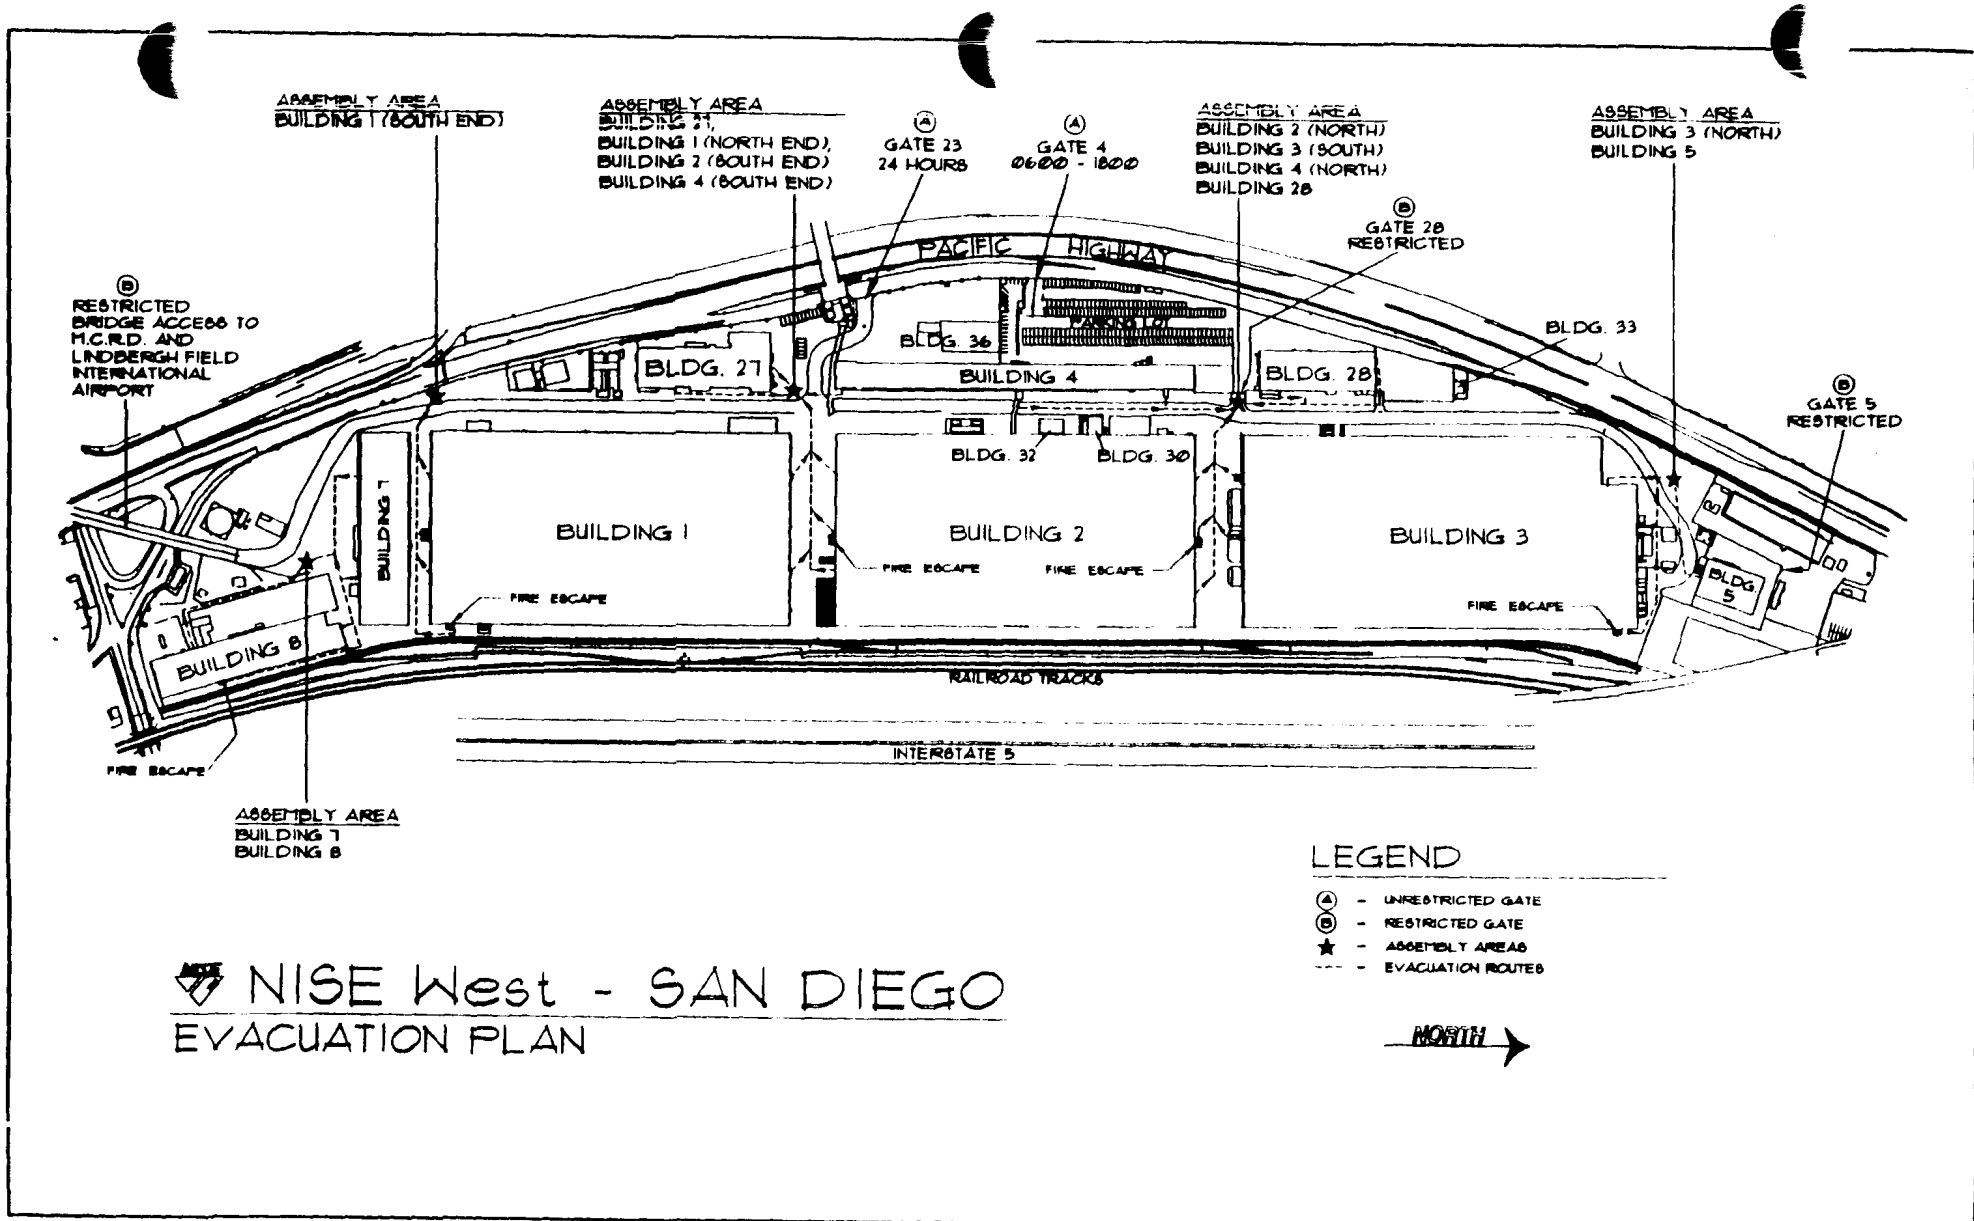 ASSEMBLY AREA
BUILDING 1 (SOUTH END)
ASSEMBLY AREA
BUILDING 27,
BUILDING 1 (NORTH END),
BUILDING 2 (SOUTH END)
BUILDING 4 (SOUTH END)
A
GATE 23
24 HOURS
A
GATE 4
0600 - 1800
ASSEMBLY AREA
BUILDING 2 (NORTH)
BUILDING 3 (SOUTH)
BUILDING 4 (NORTH)
BUILDING 28
ASSEMBLY AREA
BUILDING 3 (NORTH)
BUILDING 5
B
GATE 28
RESTRICTED
B
RESTRICTED
BRIDGE ACCESS TO
M.C.R.D. AND
LINDBERGH FIELD
INTERNATIONAL
AIRPORT
PACIFIC HIGHWAY
PARKING LOT
BLDG. 36
BLDG. 33
BLDG. 27
BUILDING 4
BLDG. 28
B
GATE 5
RESTRICTED
BLDG. 32
BLDG. 30
BUILDING 7
BUILDING 1
BUILDING 2
BUILDING 3
FIRE ESCAPE
FIRE ESCAPE
BLDG.
5
FIRE ESCAPE
FIRE ESCAPE
BUILDING 8
RAILROAD TRACKS
INTERSTATE 5
FIRE ESCAPE
ASSEMBLY AREA
BUILDING 7
BUILDING 8
LEGEND
A - UNRESTRICTED GATE
B - RESTRICTED GATE
★ - ASSEMBLY AREAS
---- - EVACUATION ROUTES
NISE West - SAN DIEGO
EVACUATION PLAN
NORTH